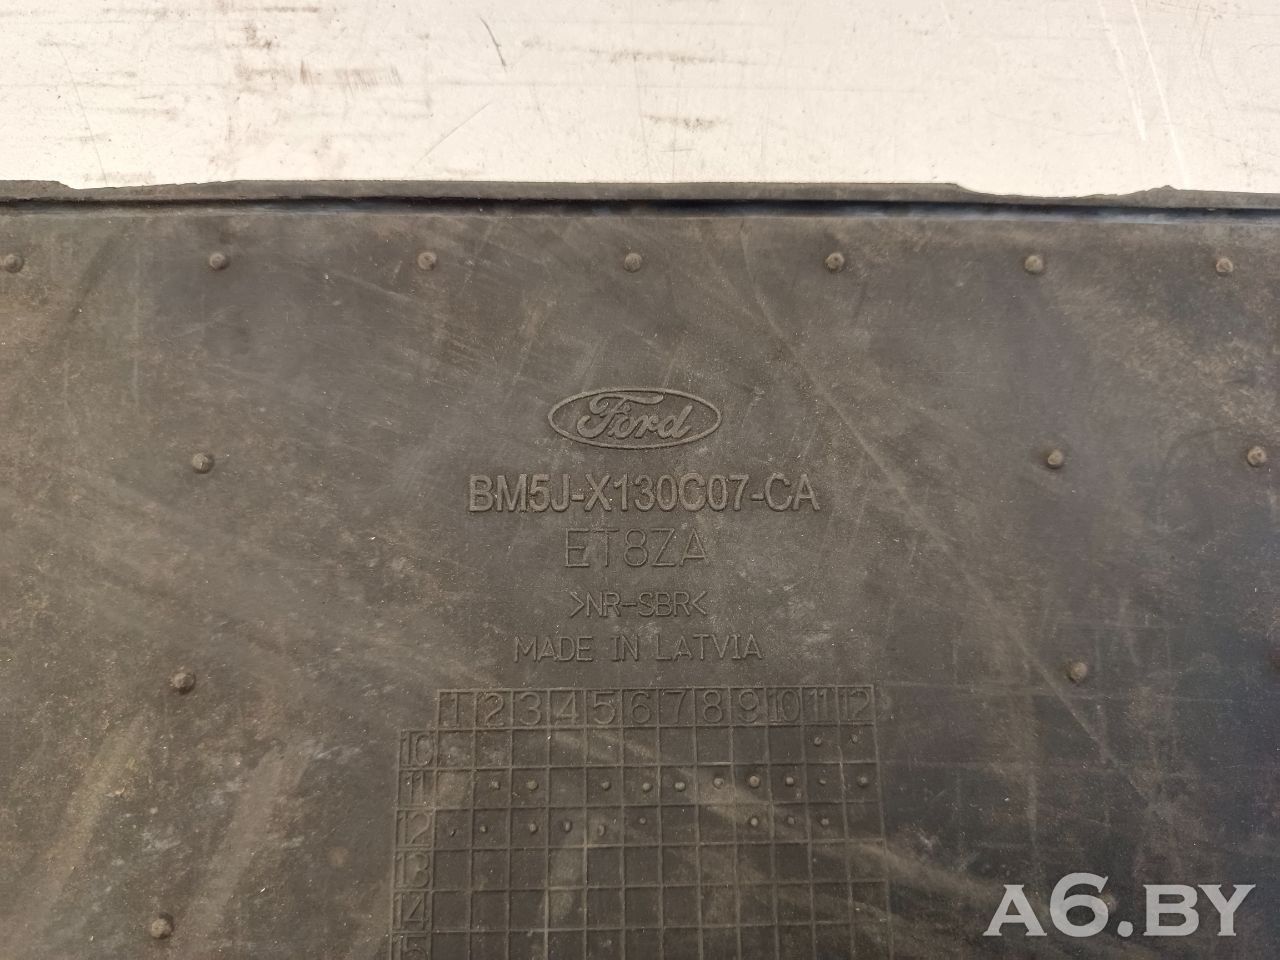 Ford
BM5J-X130C07-CA
ET8ZA
>NR-SBR<
MADE IN LATVIA
1 2 3 4 5 6 7 8 9 10 11 12
10
11
12
13
14
A6.BY